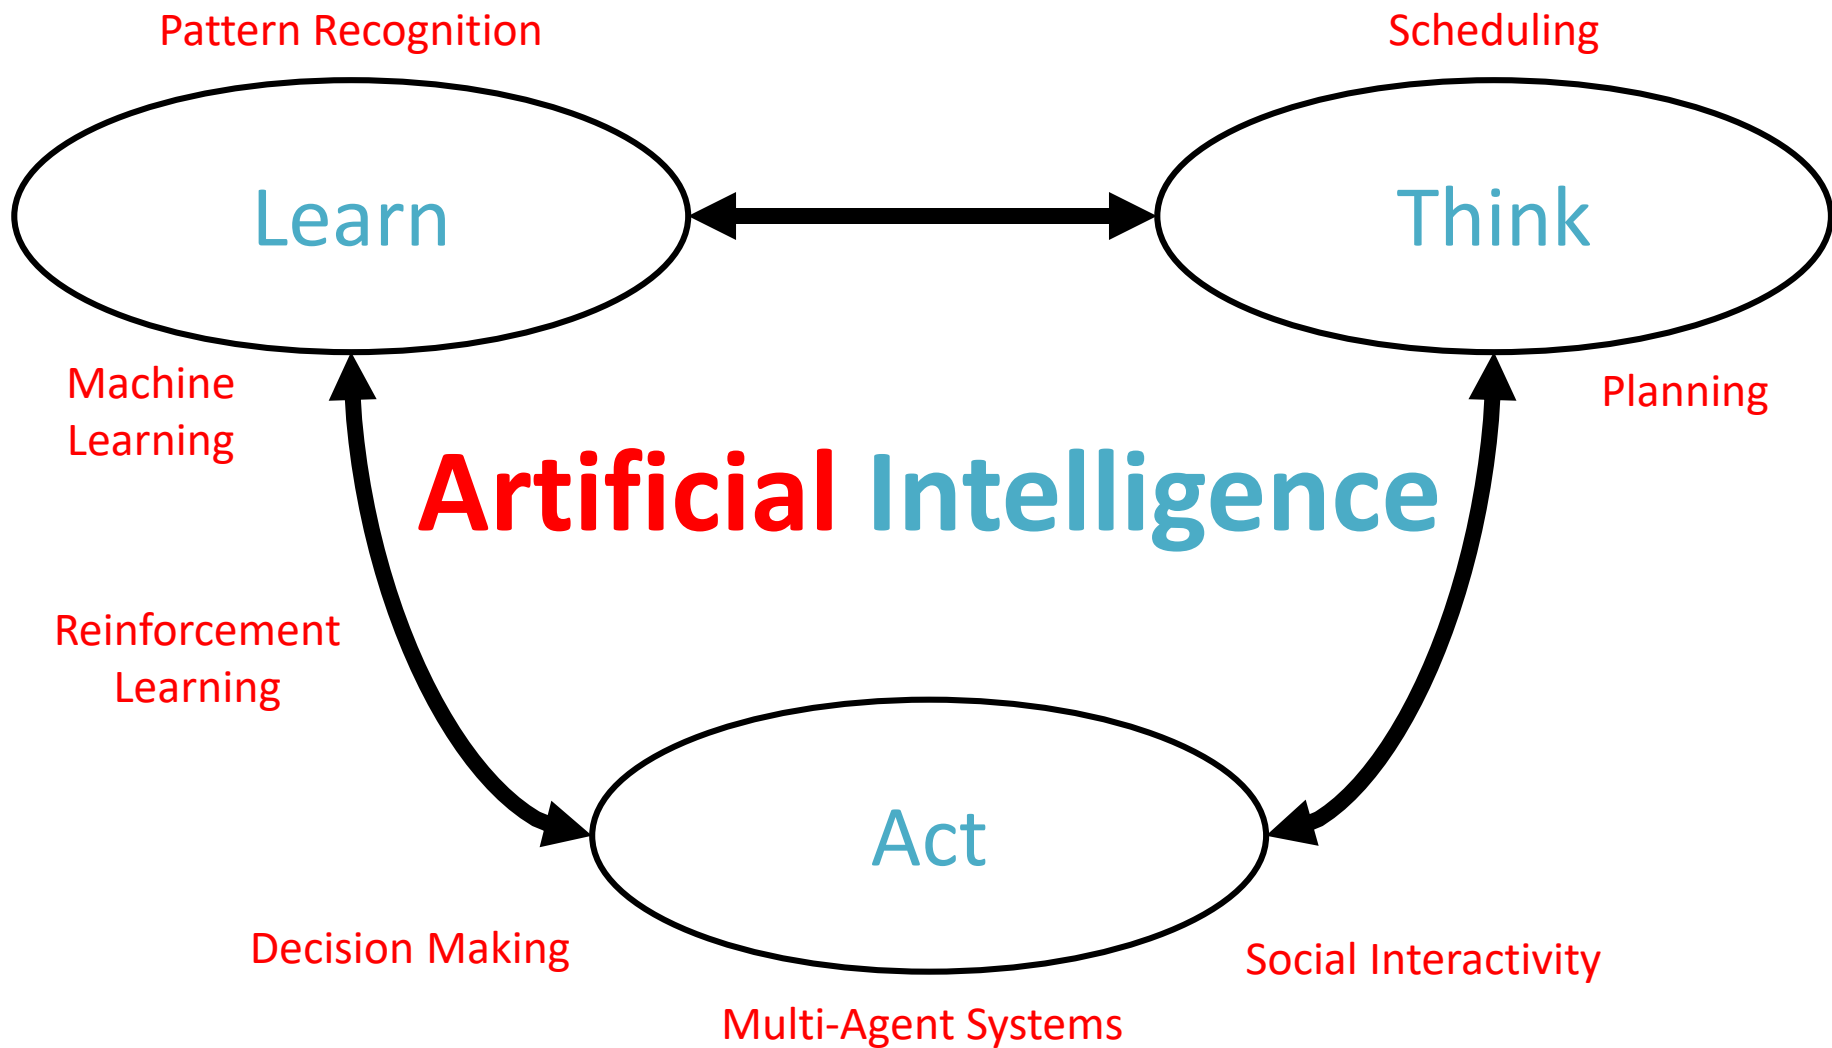 Pattern Recognition
Scheduling
Learn
Think
Machine
Learning
Planning
Artificial Intelligence
Reinforcement
Learning
Act
Decision Making
Social Interactivity
Multi-Agent Systems